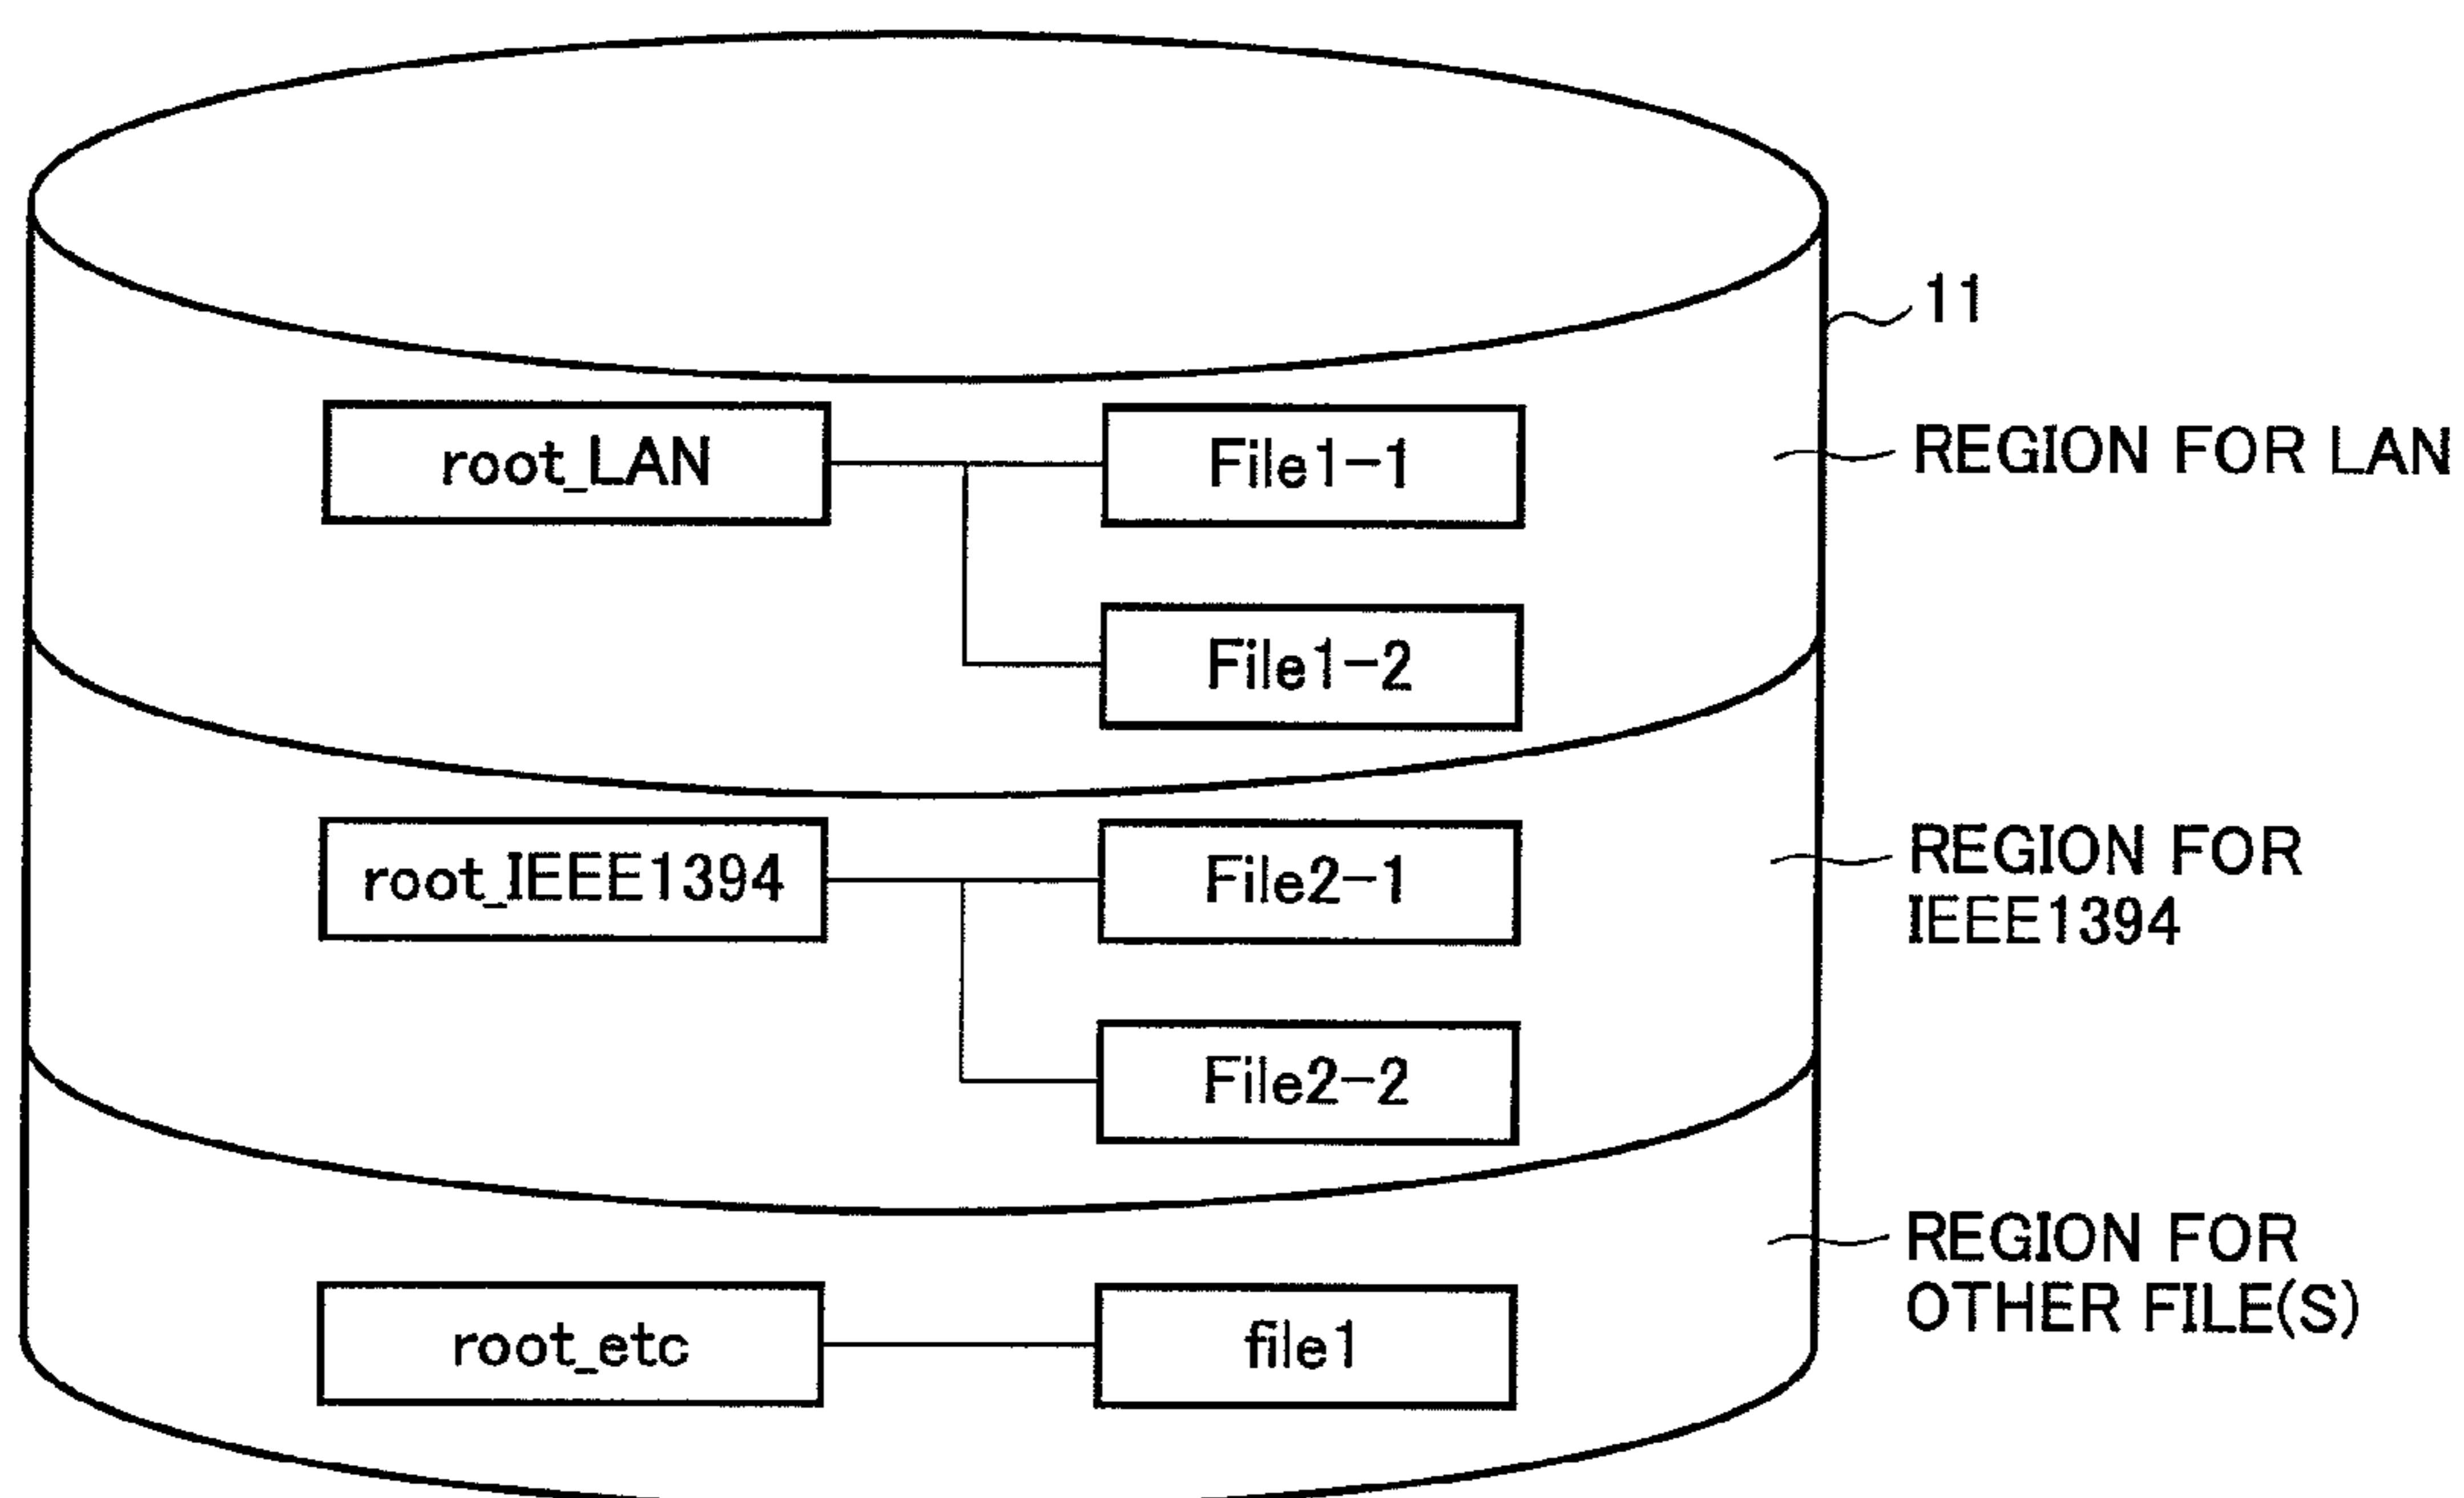 11
root_LAN
File1-1
REGION FOR LAN
File1-2
root_IEEE1394
File2-1
REGION FOR
IEEE1394
File2-2
REGION FOR
OTHER FILE(S)
root_etc
file1